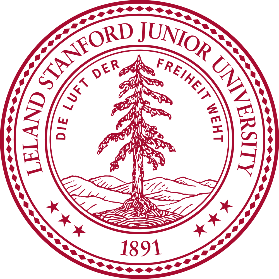 LELAND STANFORD JUNIOR UNIVERSITY
DIE LUFT DER FREIHEIT WEHT
1891